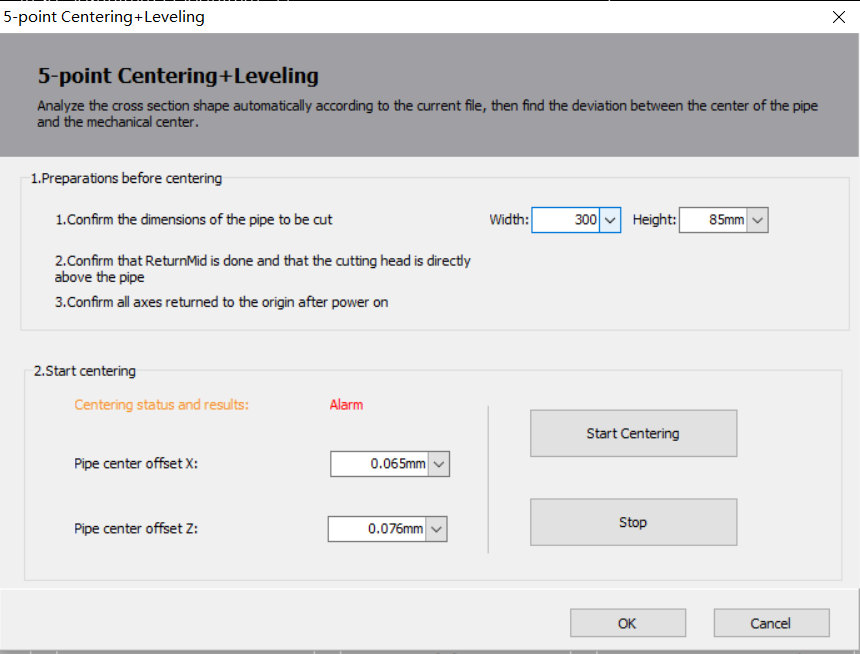 5-point Centering+Leveling
5-point Centering+Leveling
Analyze the cross section shape automatically according to the current file, then find the deviation between the center of the pipe
and the mechanical center.
1.Preparations before centering
1.Confirm the dimensions of the pipe to be cut
Width: 300 Height: 85mm
2.Confirm that ReturnMid is done and that the cutting head is directly
above the pipe
3.Confirm all axes returned to the origin after power on
2.Start centering
Centering status and results: Alarm
Start Centering
Pipe center offset X: 0.065mm
Stop
Pipe center offset Z: 0.076mm
OK Cancel